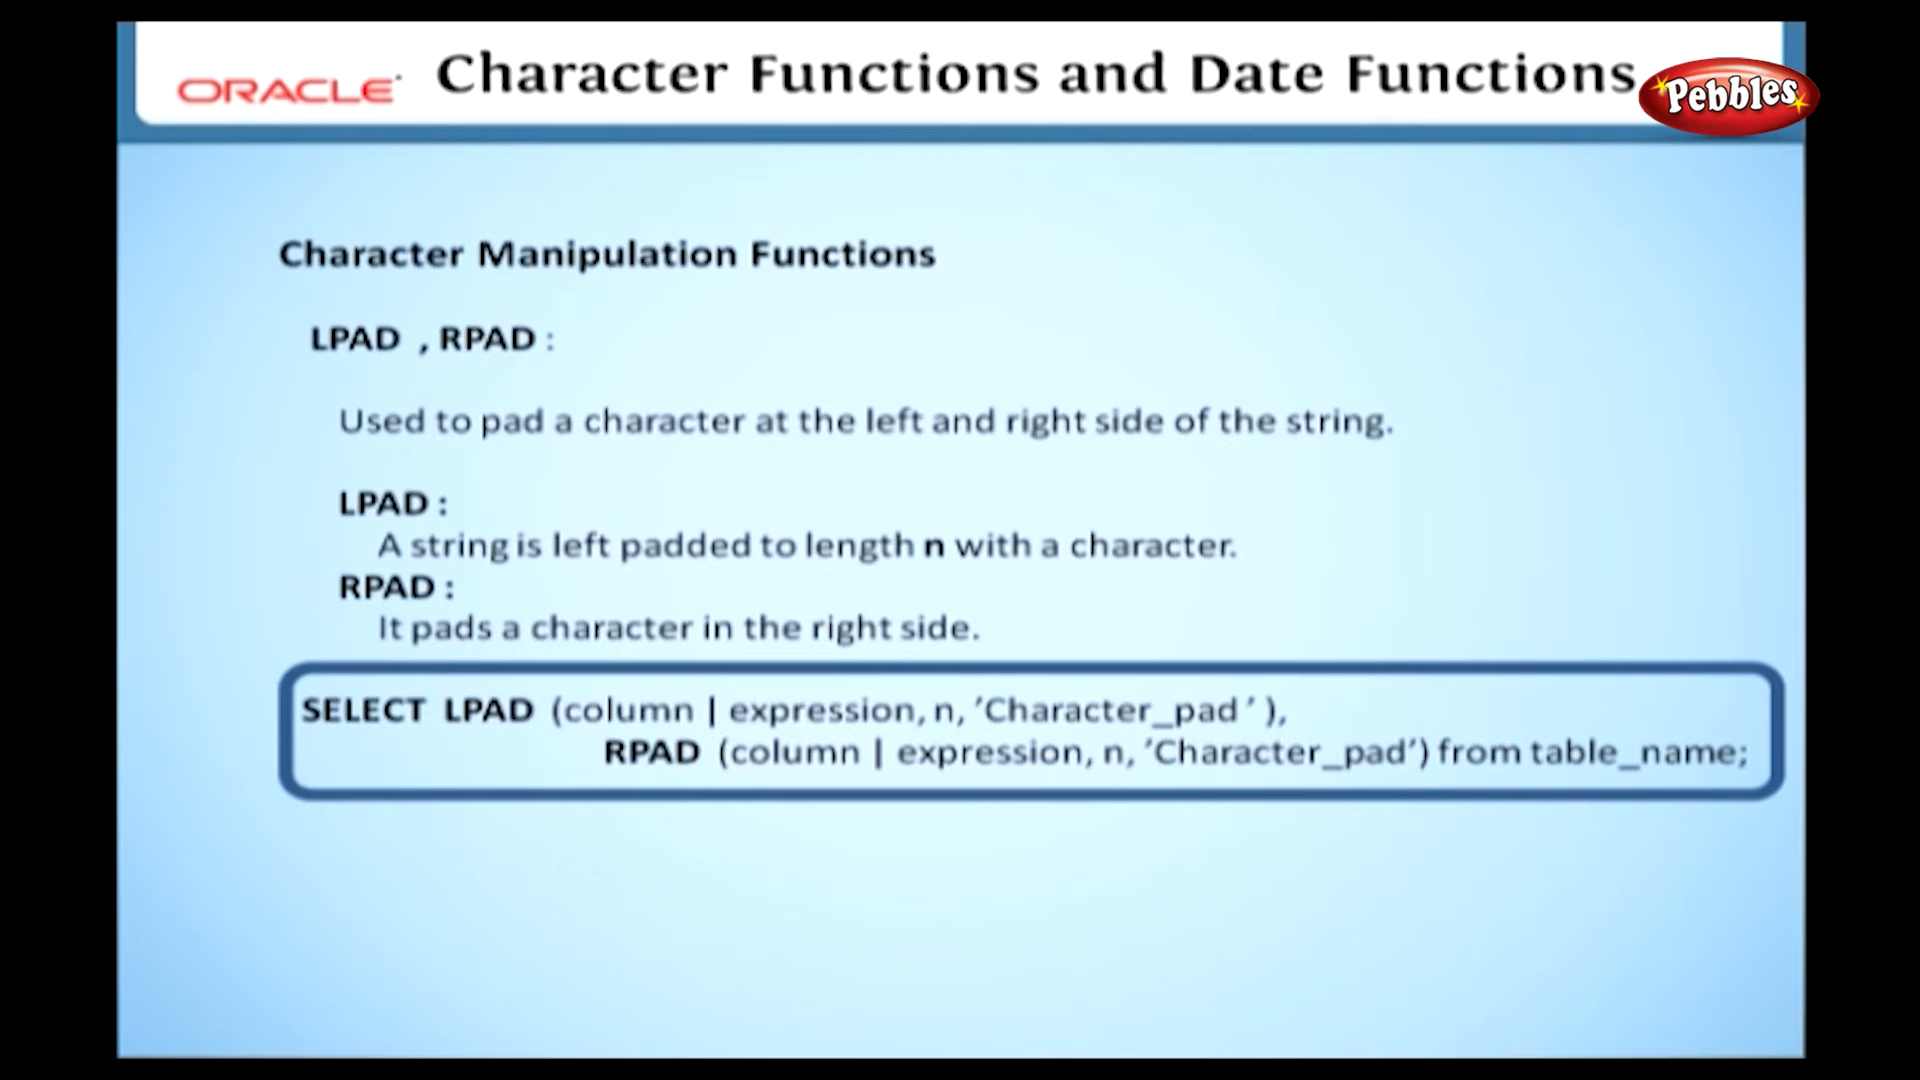 ORACLE Character Functions and Date Functions
Pebbles
Character Manipulation Functions
LPAD , RPAD :
Used to pad a character at the left and right side of the string.
LPAD :
A string is left padded to length n with a character.
RPAD :
It pads a character in the right side.
SELECT LPAD (column | expression, n, ’Character_pad ’ ),
RPAD (column | expression, n, ’Character_pad’) from table_name;